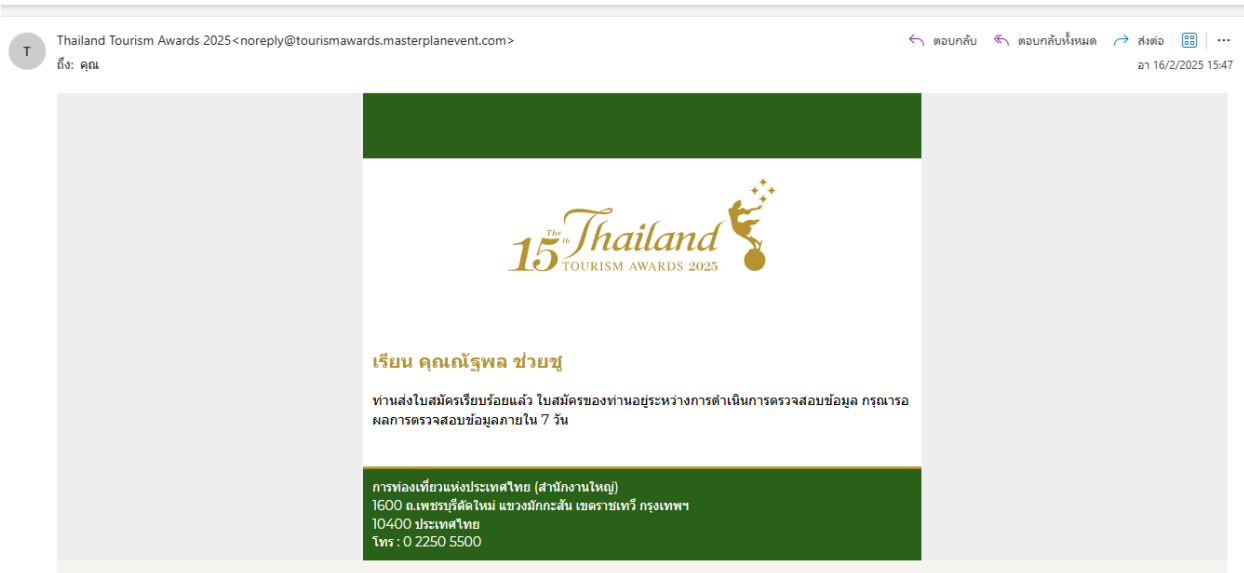 T
Thailand Tourism Awards 2025<noreply@tourismawards.masterplanevent.com>
ถึง: คุณ
ตอบกลับ
ตอบกลับทั้งหมด
ส่งต่อ
อา 16/2/2025 15:47
The 15th Thailand
TOURISM AWARDS 2025
เรียน คุณณัฐพล ช่วยชู
ท่านส่งใบสมัครเรียบร้อยแล้ว ใบสมัครของท่านอยู่ระหว่างการดำเนินการตรวจสอบข้อมูล กรุณารอ
ผลการตรวจสอบข้อมูลภายใน 7 วัน
การท่องเที่ยวแห่งประเทศไทย (สำนักงานใหญ่)
1600 ถ.เพชรบุรีตัดใหม่ แขวงมักกะสัน เขตราชเทวี กรุงเทพฯ
10400 ประเทศไทย
โทร : 0 2250 5500